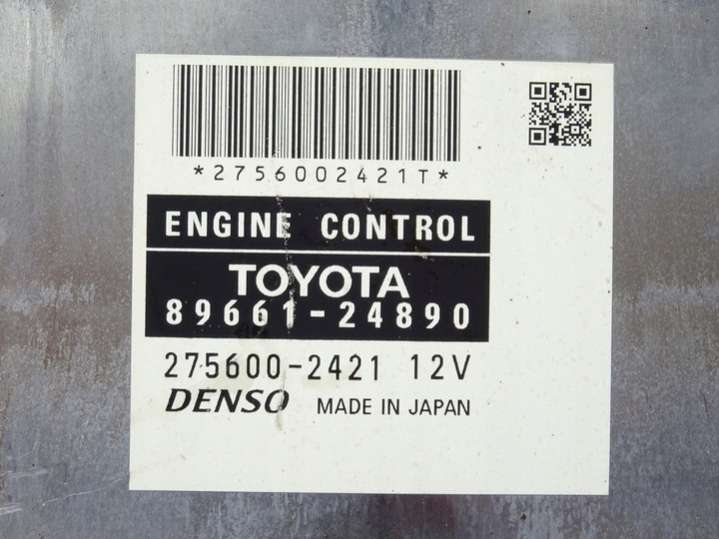 *2756002421T*
ENGINE CONTROL
TOYOTA
89661-24890
275600-2421 12V
DENSO MADE IN JAPAN